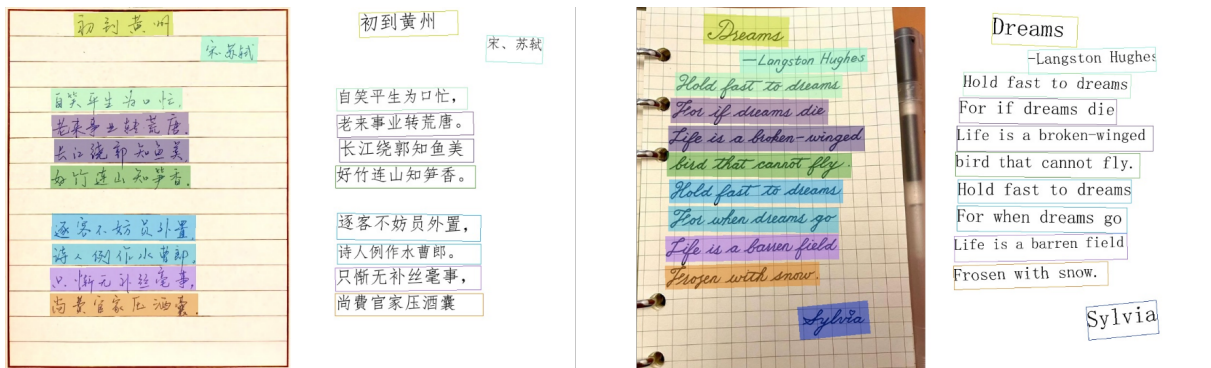 初到黄州
宋.苏轼
自笑平生为口忙,
老来事业转荒唐.
长江绕郭知鱼美,
好竹连山知笋香.
逐客不妨员外置,
诗人例作水曹郎.
只惭无补丝毫事,
尚费官家压酒囊.
初到黄州
宋、苏轼
自笑平生为口忙，
老来事业转荒唐。
长江绕郭知鱼美
好竹连山知笋香。
逐客不妨员外置，
诗人例作水曹郎。
只惭无补丝毫事，
尚費官家压酒囊
Dreams
—Langston Hughes
Hold fast to dreams
For if dreams die
Life is a broken-winged
bird that cannot fly.
Hold fast to dreams
For when dreams go
Life is a barren field
Frozen with snow.
Sylvia
Dreams
-Langston Hughes
Hold fast to dreams
For if dreams die
Life is a broken-winged
bird that cannot fly.
Hold fast to dreams
For when dreams go
Life is a barren field
Frosen with snow.
Sylvia